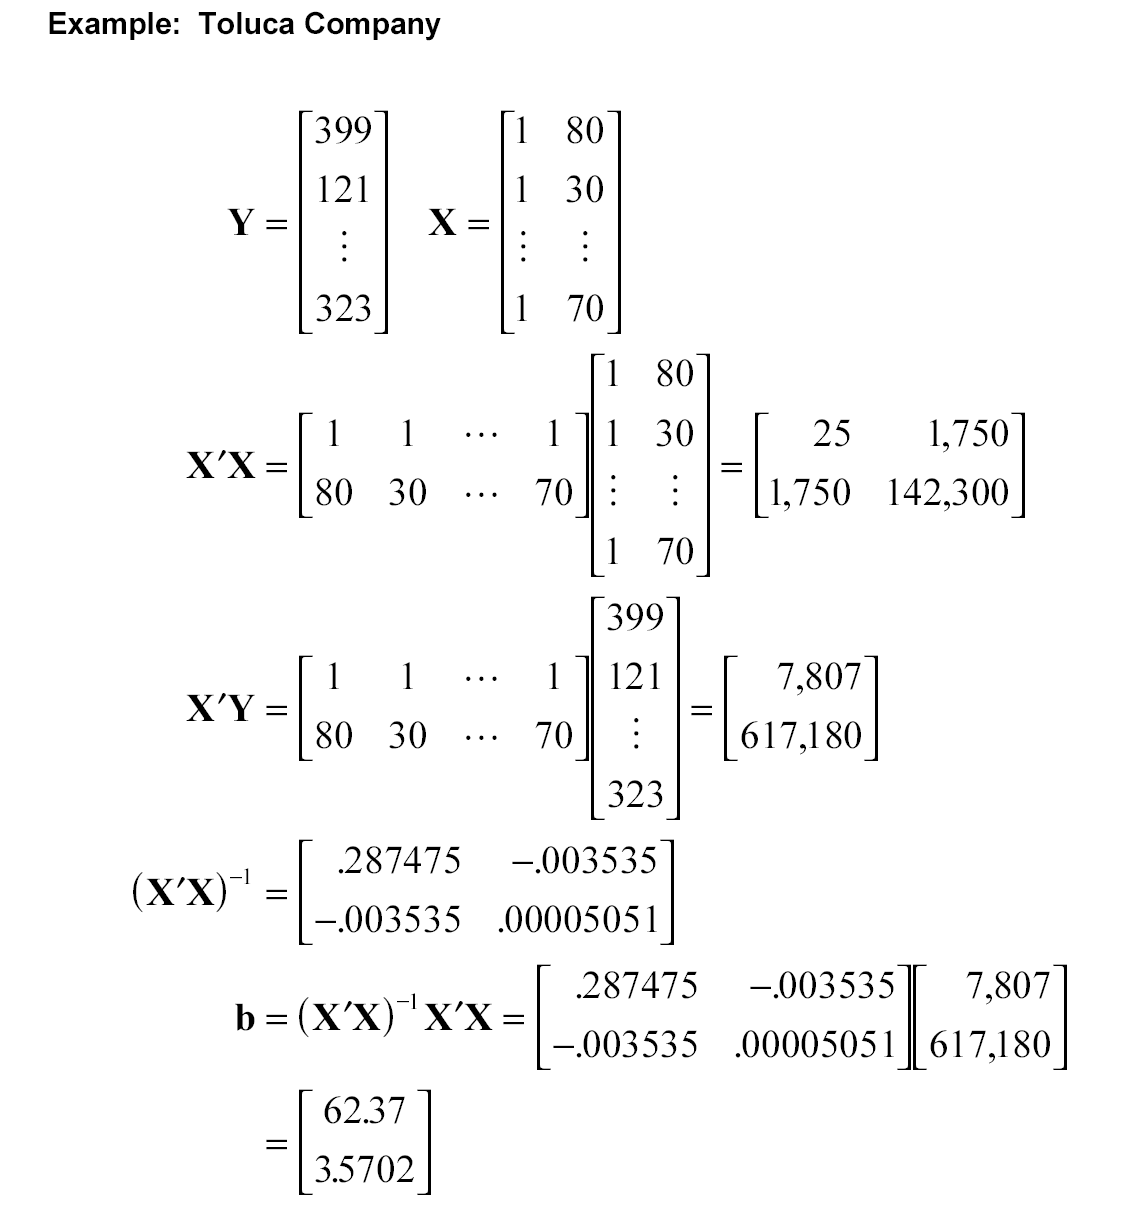 Example: Toluca Company
Y = [399; 121; ⋮; 323] X = [1 80; 1 30; ⋮ ⋮; 1 70]
X′X = [1 1 ⋯ 1; 80 30 ⋯ 70] [1 80; 1 30; ⋮ ⋮; 1 70] = [25 1,750; 1,750 142,300]
X′Y = [1 1 ⋯ 1; 80 30 ⋯ 70] [399; 121; ⋮; 323] = [7,807; 617,180]
(X′X)⁻¹ = [.287475 −.003535; −.003535 .00005051]
b = (X′X)⁻¹ X′X = [.287475 −.003535; −.003535 .00005051] [7,807; 617,180]
= [62.37; 3.5702]